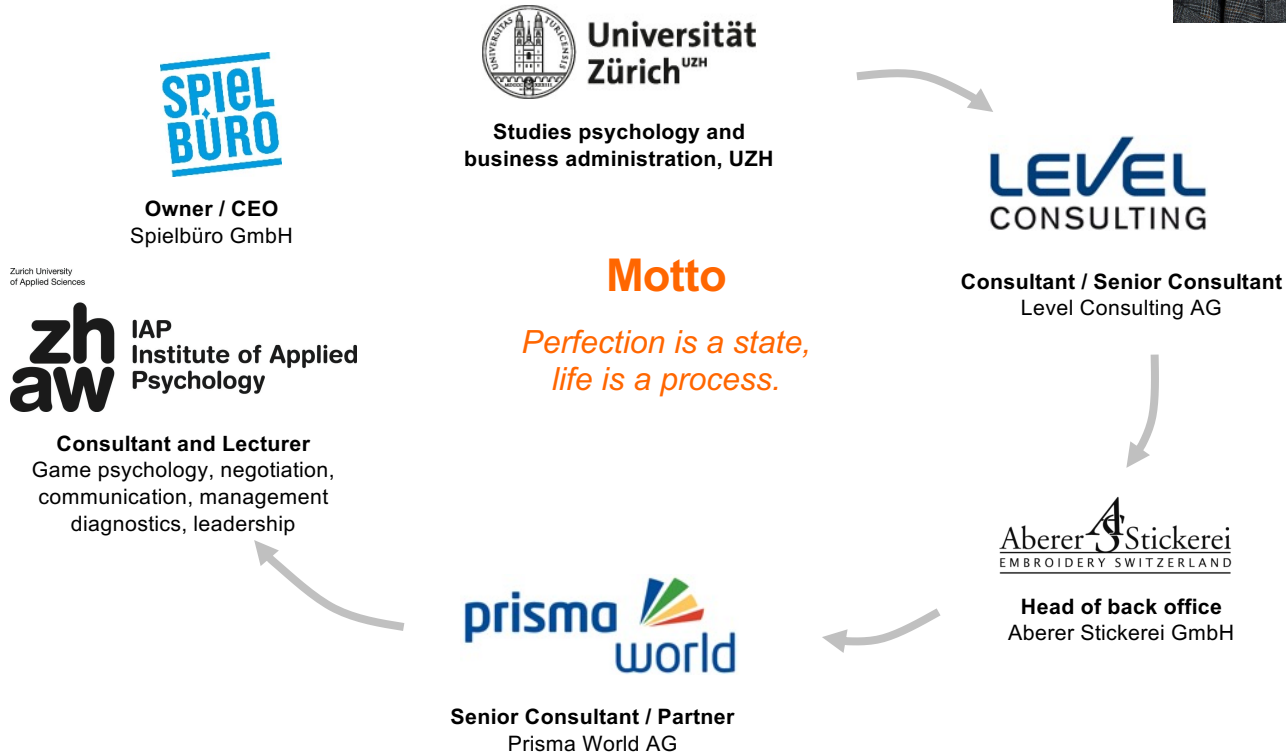 SPIEL
BÜRO
Owner / CEO
Spielbüro GmbH
Universität
Zürich UZH
Studies psychology and
business administration, UZH
LEVEL
CONSULTING
Consultant / Senior Consultant
Level Consulting AG
Motto
Perfection is a state,
life is a process.
Zurich University
of Applied Sciences
zh
aw
IAP
Institute of Applied
Psychology
Consultant and Lecturer
Game psychology, negotiation,
communication, management
diagnostics, leadership
Aberer AS Stickerei
EMBROIDERY SWITZERLAND
Head of back office
Aberer Stickerei GmbH
prisma
world
Senior Consultant / Partner
Prisma World AG